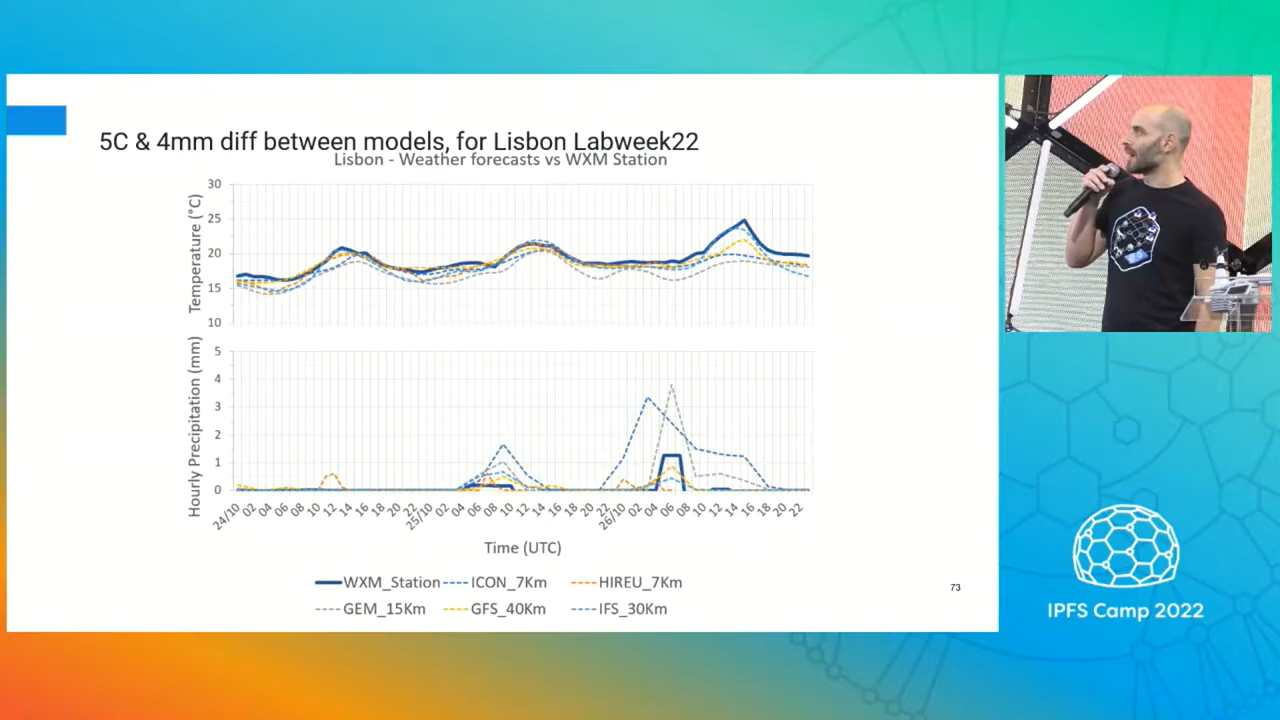 5C & 4mm diff between models, for Lisbon Labweek22
Lisbon - Weather forecasts vs WXM Station
Temperature (°C)
30
25
20
15
10
Hourly Precipitation (mm)
5
4
3
2
1
0
24/10 02 04 06 08 10 12 14 16 18 20 22 25/10 02 04 06 08 10 12 14 16 18 20 22 26/10 02 04 06 08 10 12 14 16 18 20 22
Time (UTC)
WXM_Station ICON_7Km HIREU_7Km
GEM_15Km GFS_40Km IFS_30Km
73
IPFS Camp 2022